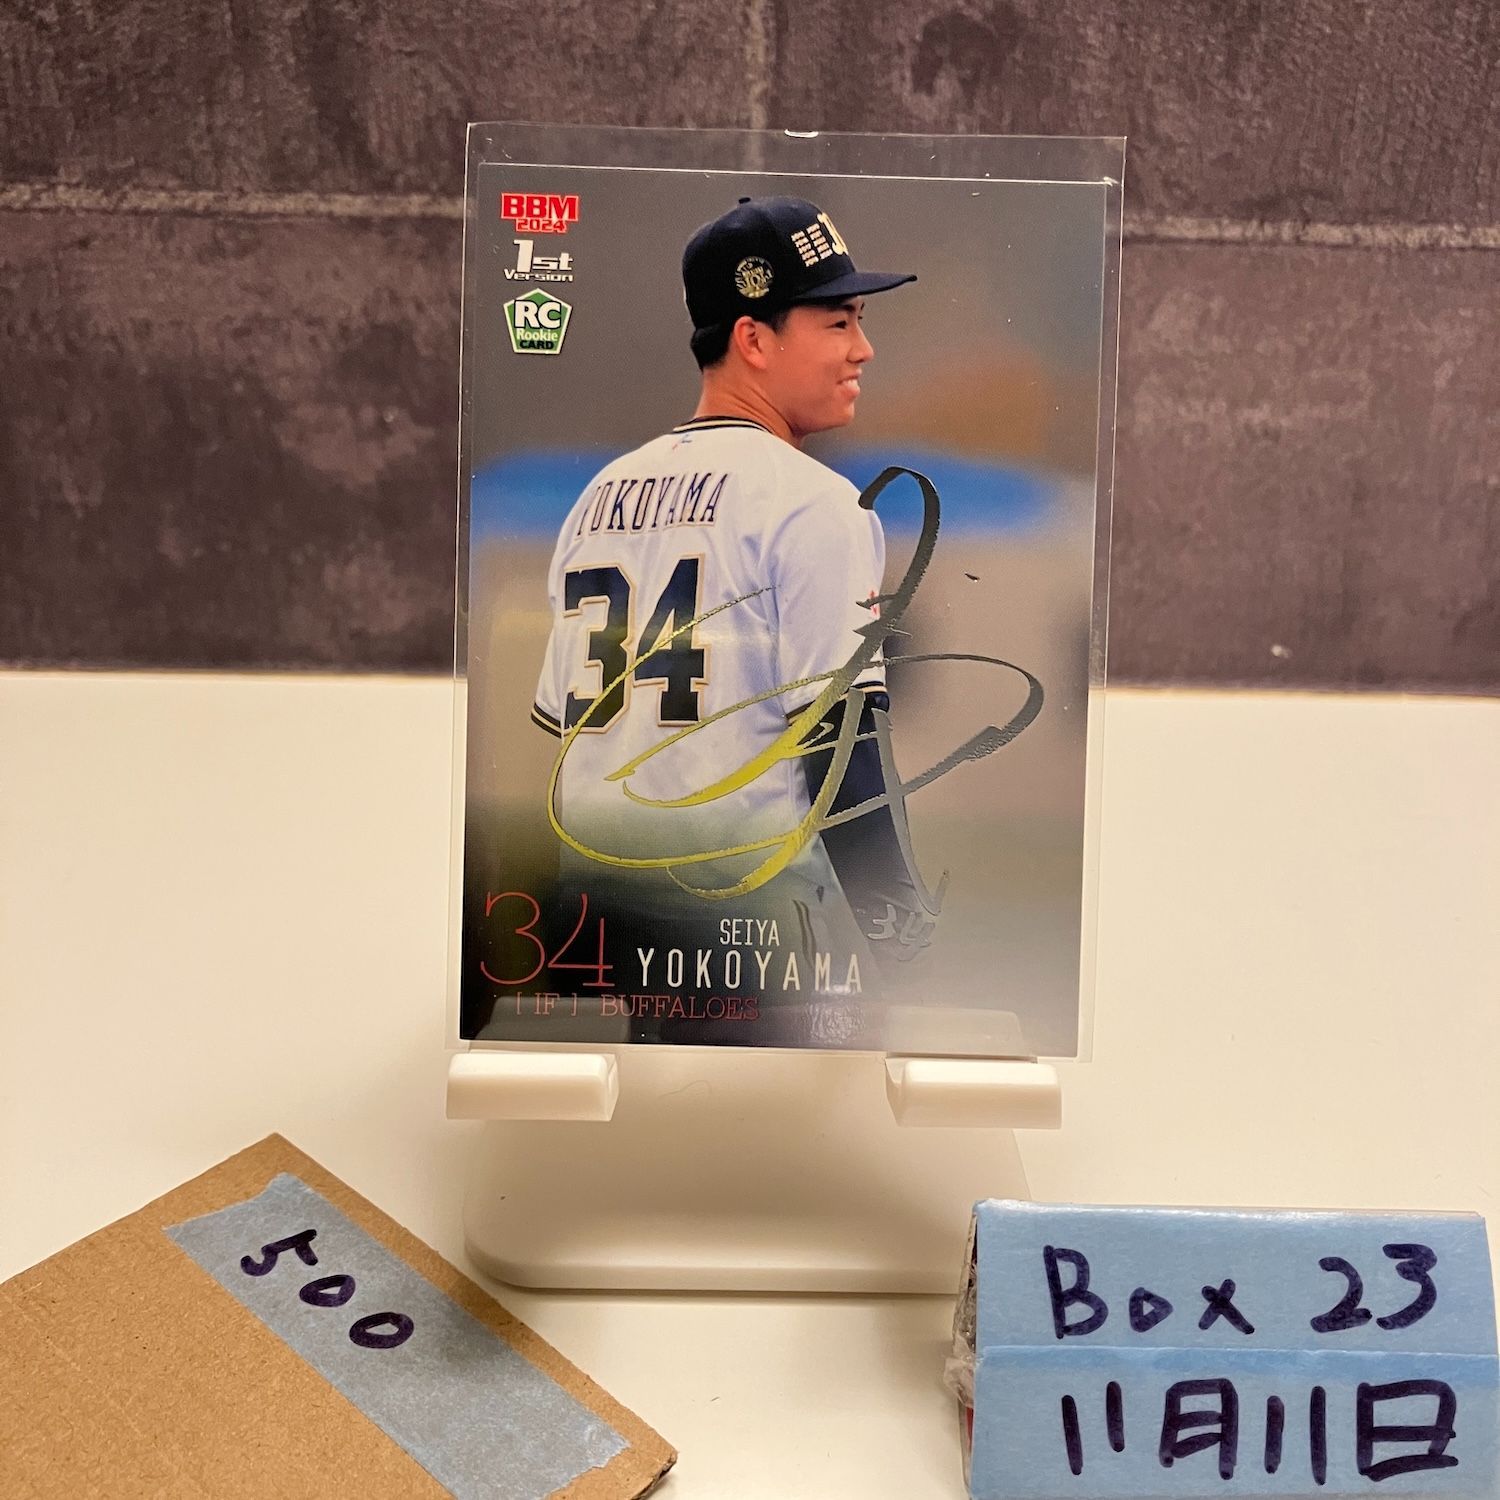 BBM
2024
1st
Version
RC
Rookie
CARD
YOKOYAMA
34
34
34
SEIYA
YOKOYAMA
[ IF ] BUFFALOES
500
Box 23
11月11日